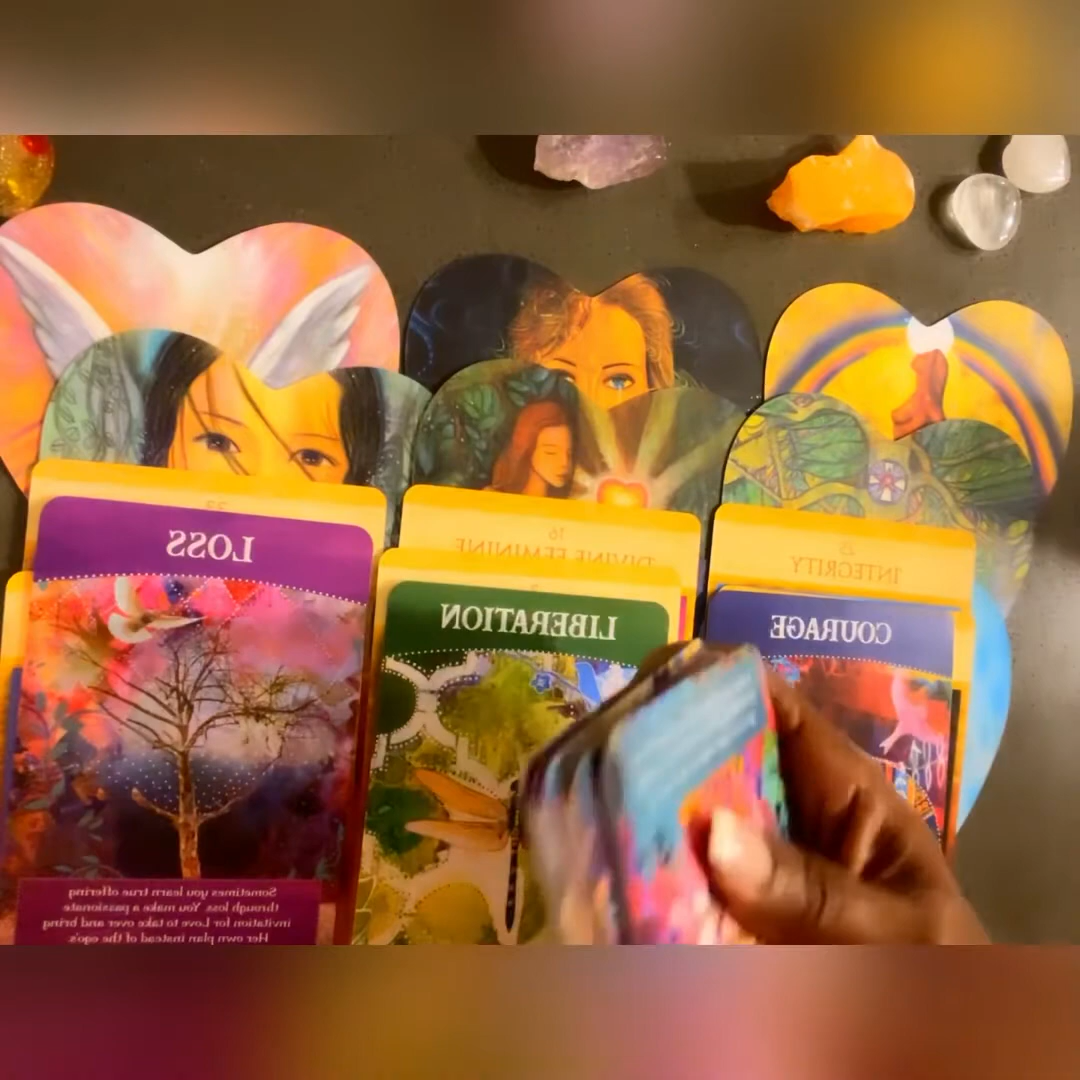 22
LOSS
Sometimes you learn true offering
through loss. You make a passionate
invitation for Love to take over and bring
Her own plan instead of the ego's
16
DIVINE FEMININE
LIBERATION
INTEGRITY
COURAGE